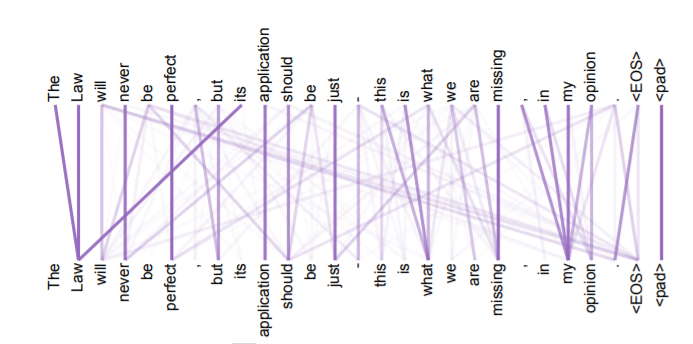 The Law will never be perfect , but its application should be just - this is what we are missing , in my opinion . <EOS> <pad>
The Law will never be perfect , but its application should be just - this is what we are missing , in my opinion . <EOS> <pad>